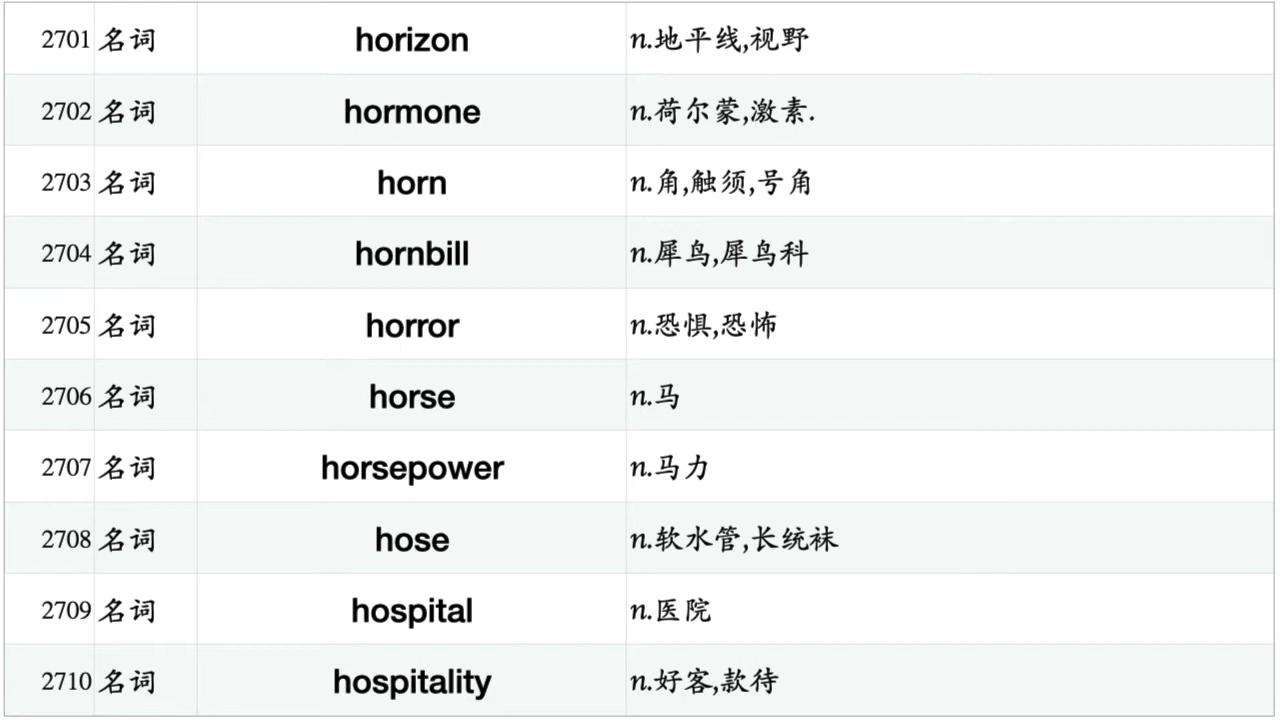 2701 名词 horizon n.地平线,视野
2702 名词 hormone n.荷尔蒙,激素.
2703 名词 horn n.角,触须,号角
2704 名词 hornbill n.犀鸟,犀鸟科
2705 名词 horror n.恐惧,恐怖
2706 名词 horse n.马
2707 名词 horsepower n.马力
2708 名词 hose n.软水管,长统袜
2709 名词 hospital n.医院
2710 名词 hospitality n.好客,款待